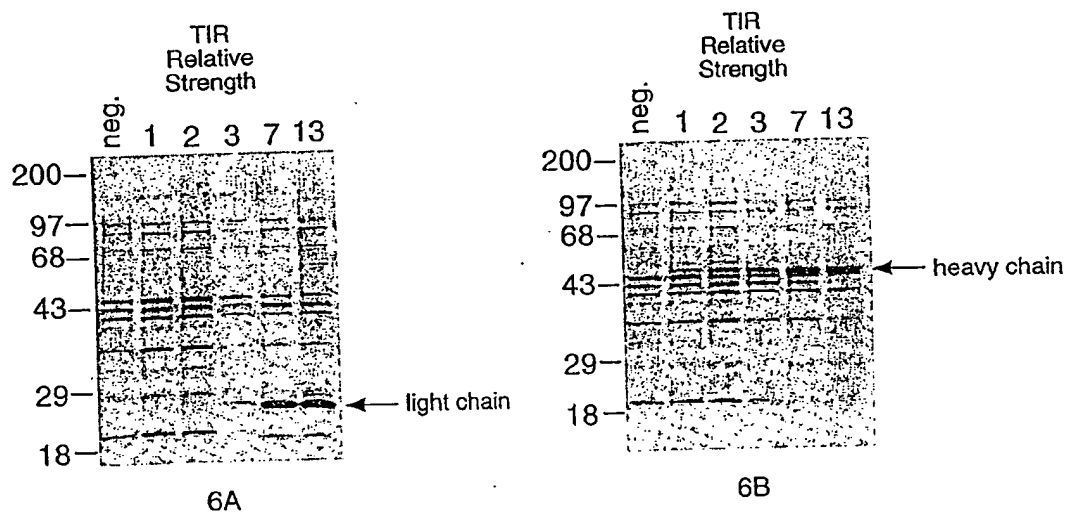 TIR
Relative
Strength
neg. 1 2 3 7 13
200
97
68
43
29
18
light chain
6A
TIR
Relative
Strength
neg. 1 2 3 7 13
200
97
68
43
29
18
heavy chain
6B